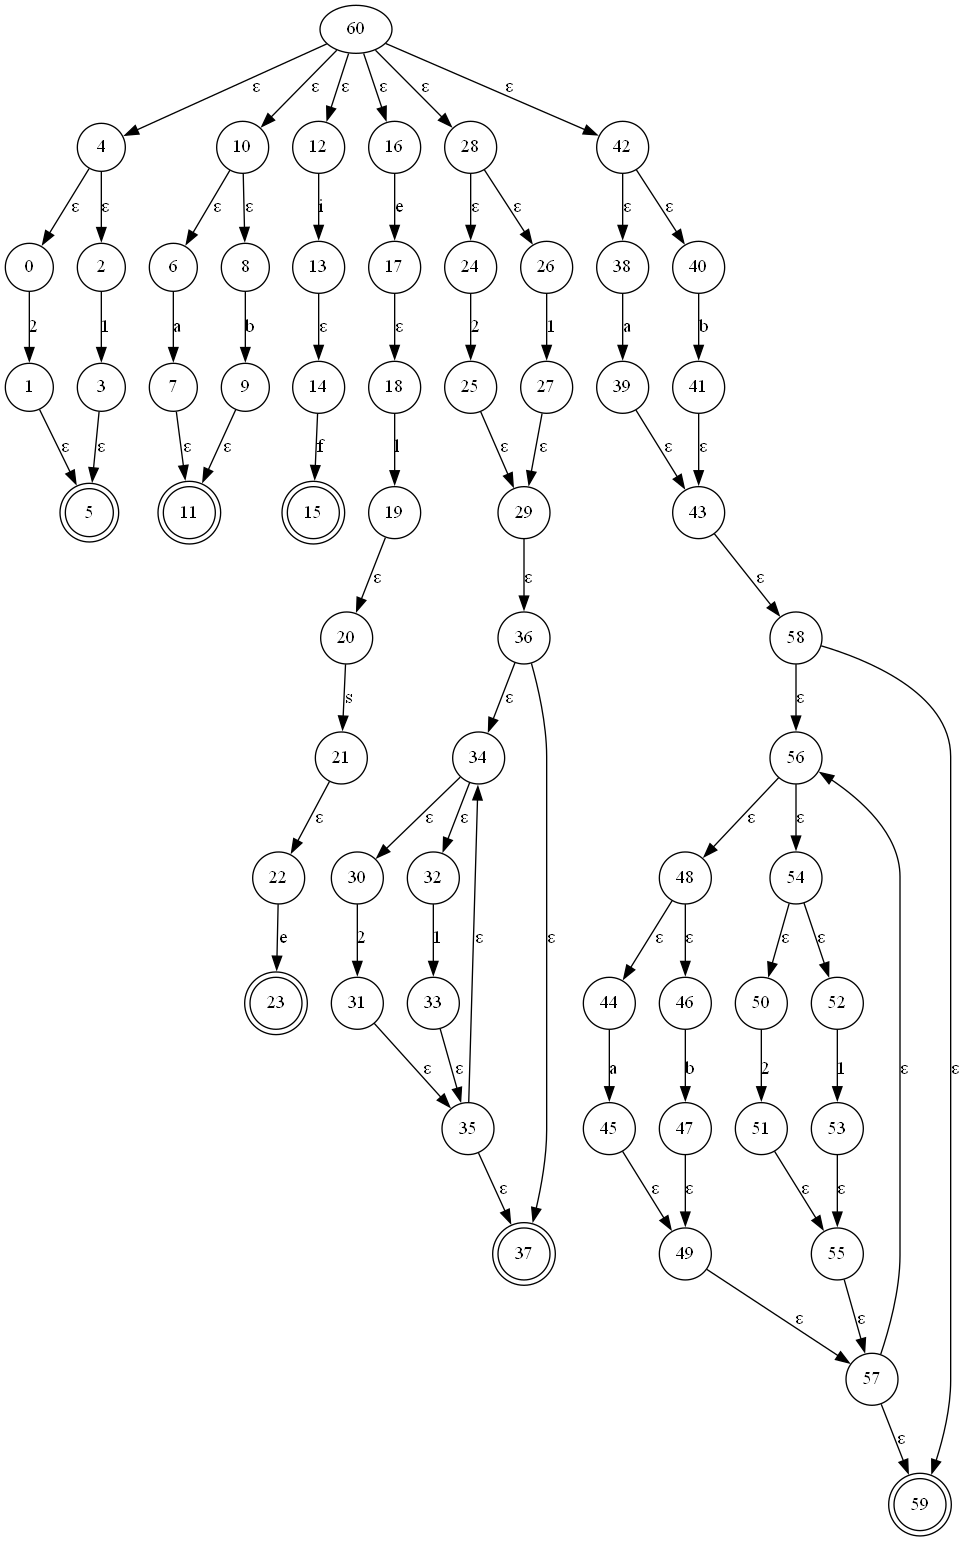 60
ε ε ε ε ε ε
4 10 12 16 28 42
ε ε ε ε i e ε ε ε ε
0 2 6 8 13 17 24 26 38 40
2 1 a b ε ε 2 1 a b
1 3 7 9 14 18 25 27 39 41
ε ε ε ε f l ε ε ε ε
5 11 15 19 29 43
ε ε ε
20 36 58
s ε ε
21 34 56
ε ε ε ε ε
22 30 32 48 54
e 2 1 ε ε ε ε ε
23 31 33 44 46 50 52
ε ε a b 2 1 ε ε
35 45 47 51 53
ε ε ε ε ε
37 49 55
ε ε
57
ε
59